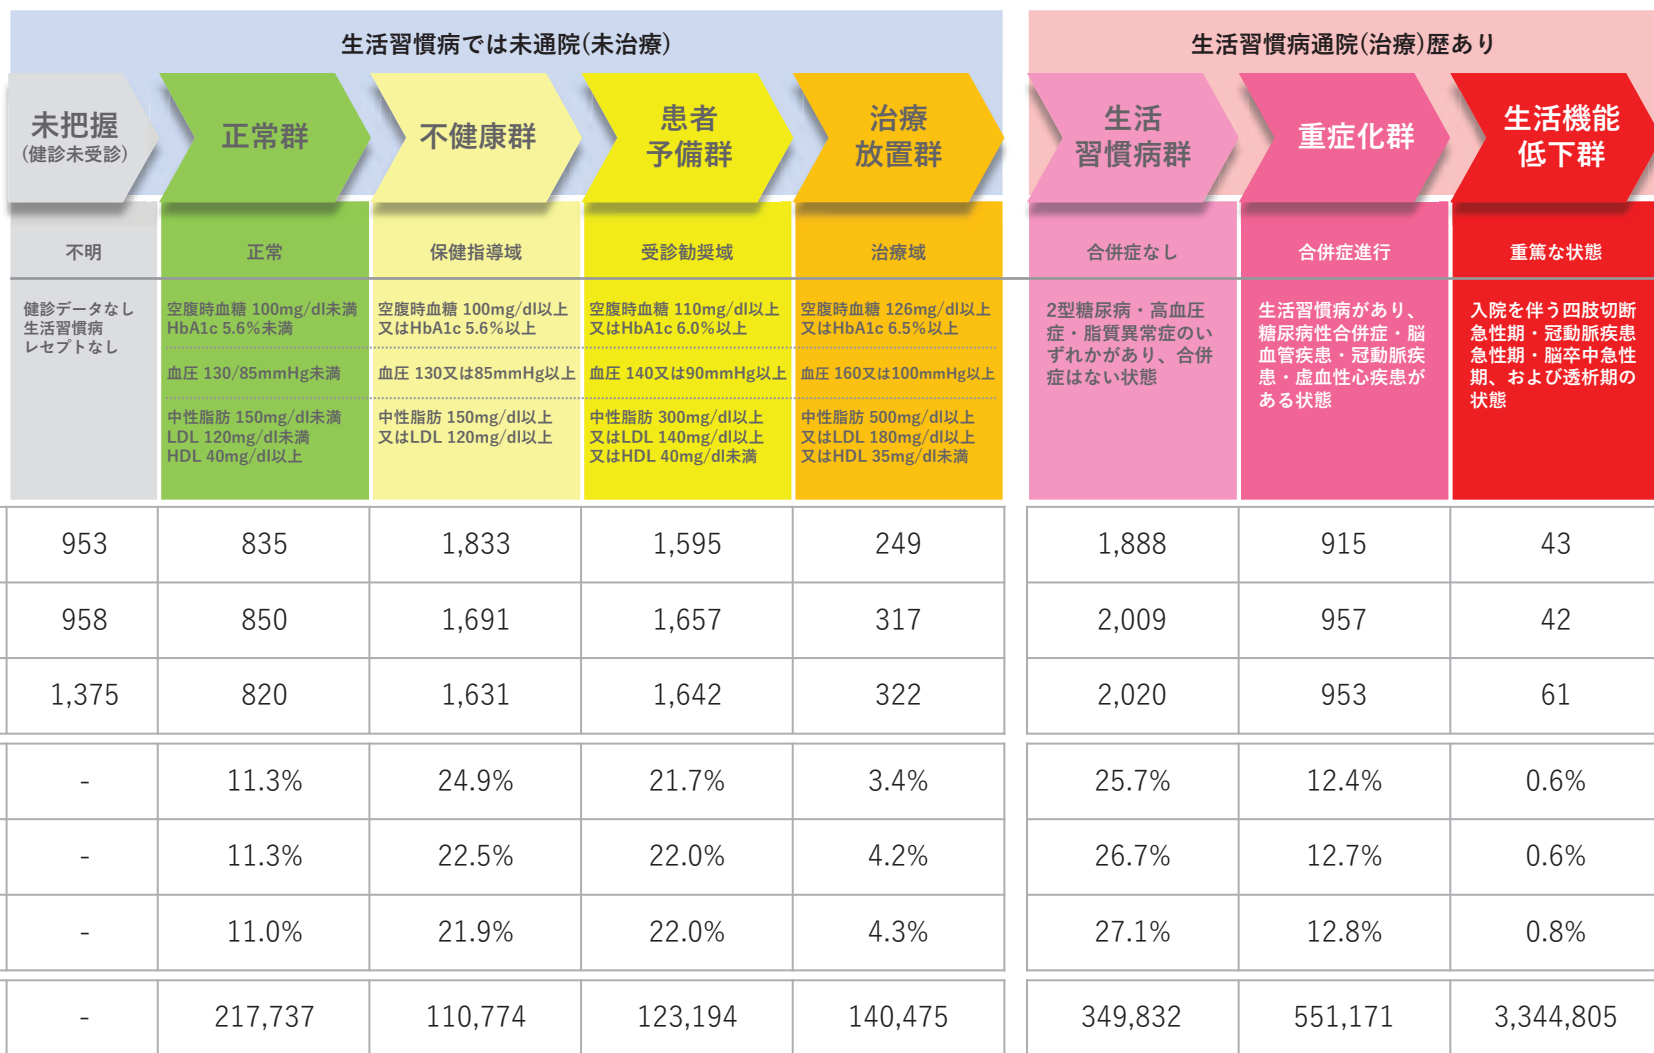 生活習慣病では未通院(未治療)
生活習慣病通院(治療)歴あり
未把握
(健診未受診)
正常群
不健康群
患者
予備群
治療
放置群
生活
習慣病群
重症化群
生活機能
低下群
不明
正常
保健指導域
受診勧奨域
治療域
合併症なし
合併症進行
重篤な状態
健診データなし
生活習慣病
レセプトなし
空腹時血糖 100mg/dl未満
HbA1c 5.6%未満
血圧 130/85mmHg未満
中性脂肪 150mg/dl未満
LDL 120mg/dl未満
HDL 40mg/dl以上
空腹時血糖 100mg/dl以上
又はHbA1c 5.6%以上
血圧 130又は85mmHg以上
中性脂肪 150mg/dl以上
又はLDL 120mg/dl以上
空腹時血糖 110mg/dl以上
又はHbA1c 6.0%以上
血圧 140又は90mmHg以上
中性脂肪 300mg/dl以上
又はLDL 140mg/dl以上
又はHDL 40mg/dl未満
空腹時血糖 126mg/dl以上
又はHbA1c 6.5%以上
血圧 160又は100mmHg以上
中性脂肪 500mg/dl以上
又はLDL 180mg/dl以上
又はHDL 35mg/dl未満
2型糖尿病・高血圧
症・脂質異常症のい
ずれかがあり、合併
症はない状態
生活習慣病があり、
糖尿病性合併症・脳
血管疾患・冠動脈疾
患・虚血性心疾患が
ある状態
入院を伴う四肢切断
急性期・冠動脈疾患
急性期・脳卒中急性
期、および透析期の
状態
953 835 1,833 1,595 249 1,888 915 43
958 850 1,691 1,657 317 2,009 957 42
1,375 820 1,631 1,642 322 2,020 953 61
- 11.3% 24.9% 21.7% 3.4% 25.7% 12.4% 0.6%
- 11.3% 22.5% 22.0% 4.2% 26.7% 12.7% 0.6%
- 11.0% 21.9% 22.0% 4.3% 27.1% 12.8% 0.8%
- 217,737 110,774 123,194 140,475 349,832 551,171 3,344,805